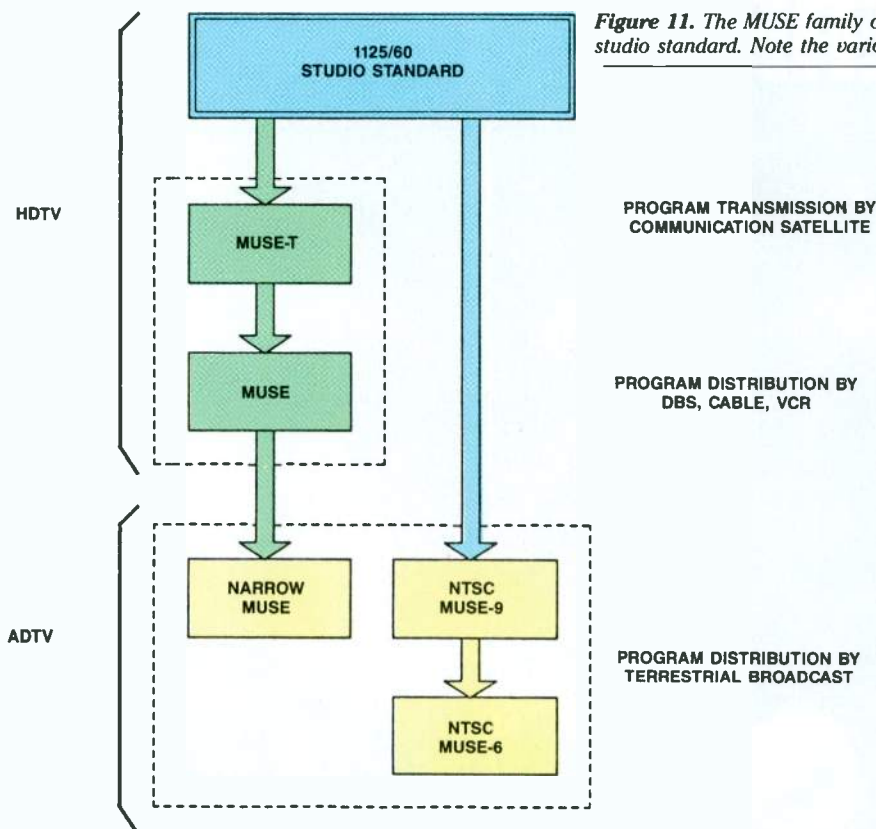 Figure 11. The MUSE family
studio standard. Note the
1125/60
STUDIO STANDARD
HDTV
MUSE-T
PROGRAM TRANSMISSION BY
COMMUNICATION SATELLITE
MUSE
PROGRAM DISTRIBUTION BY
DBS, CABLE, VCR
ADTV
NARROW
MUSE
NTSC
MUSE-9
PROGRAM DISTRIBUTION BY
TERRESTRIAL BROADCAST
NTSC
MUSE-6